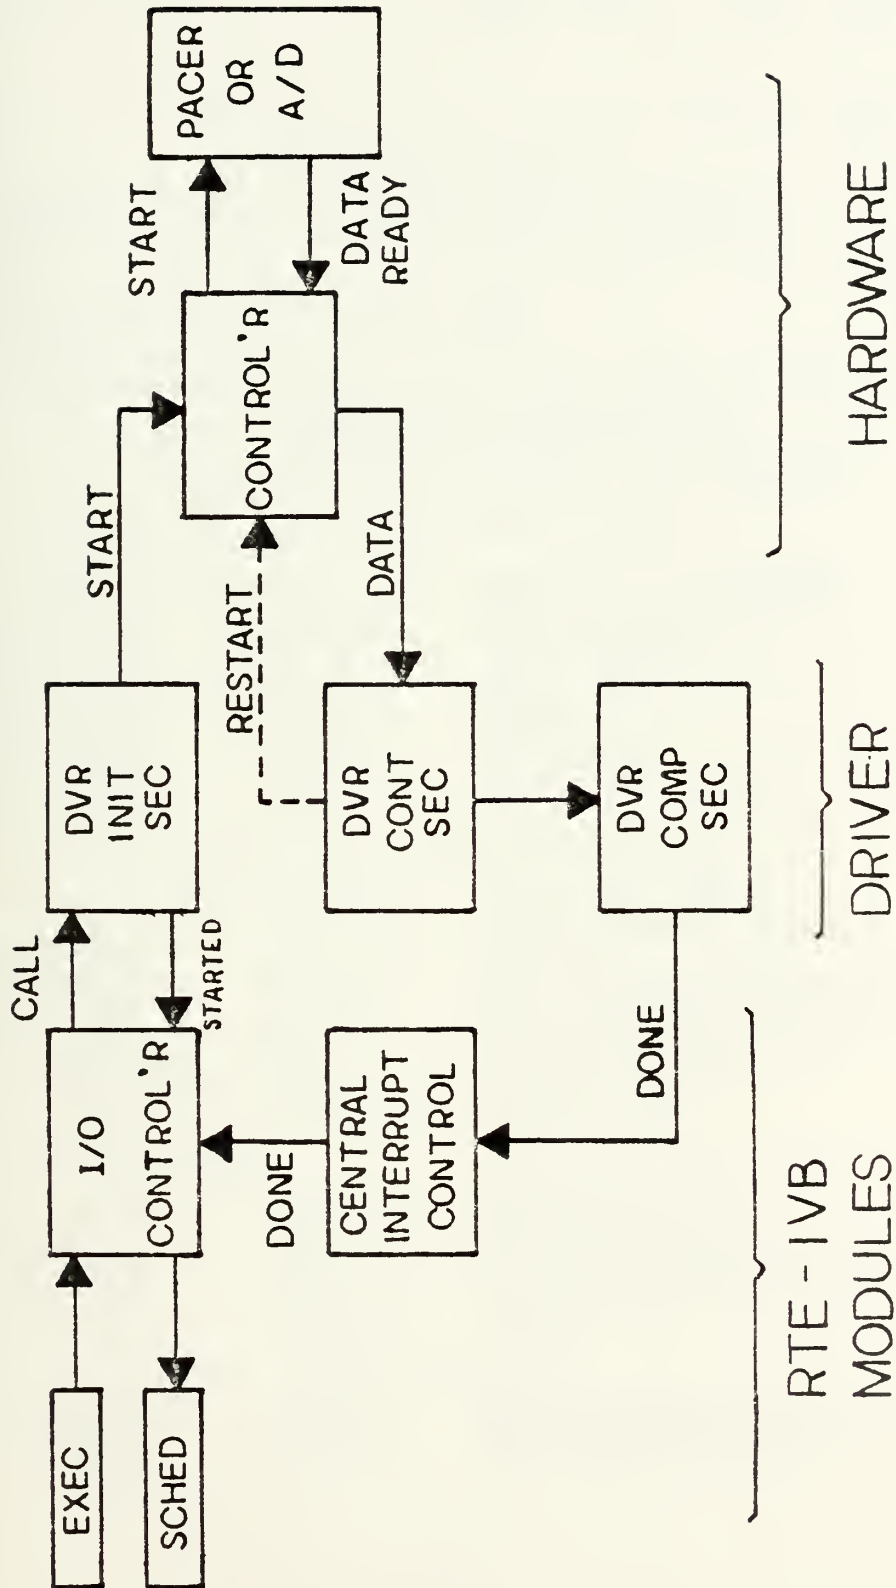 EXEC
SCHED
I/O
CONTROL'R
CALL
STARTED
DVR
INIT
SEC
START
CONTROL'R
START
DATA
READY
PACER
OR
A/D
RESTART
DATA
DVR
CONT
SEC
DVR
COMP
SEC
DONE
CENTRAL
INTERRUPT
CONTROL
DONE
RTE - IVB
MODULES
DRIVER
HARDWARE